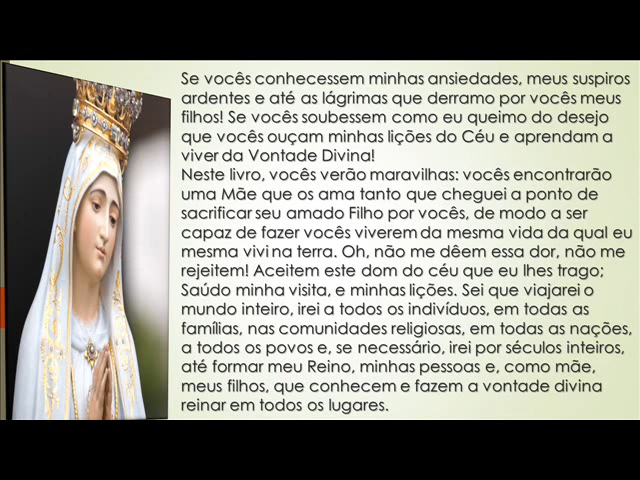 Se vocês conhecessem minhas ansiedades, meus suspiros
ardentes e até as lágrimas que derramo por vocês meus
filhos! Se vocês soubessem como eu queimo do desejo
que vocês ouçam minhas lições do Céu e aprendam a
viver da Vontade Divina!
Neste livro, vocês verão maravilhas: vocês encontrarão
uma Mãe que os ama tanto que cheguei a ponto de
sacrificar seu amado Filho por vocês, de modo a ser
capaz de fazer vocês viverem da mesma vida da qual eu
mesma vivi na terra. Oh, não me dêem essa dor, não me
rejeitem! Aceitem este dom do céu que eu lhes trago;
Saúdo minha visita, e minhas lições. Sei que viajarei o
mundo inteiro, irei a todos os indivíduos, em todas as
famílias, nas comunidades religiosas, em todas as nações,
a todos os povos e, se necessário, irei por séculos inteiros,
até formar meu Reino, minhas pessoas e, como mãe,
meus filhos, que conhecem e fazem a vontade divina
reinar em todos os lugares.